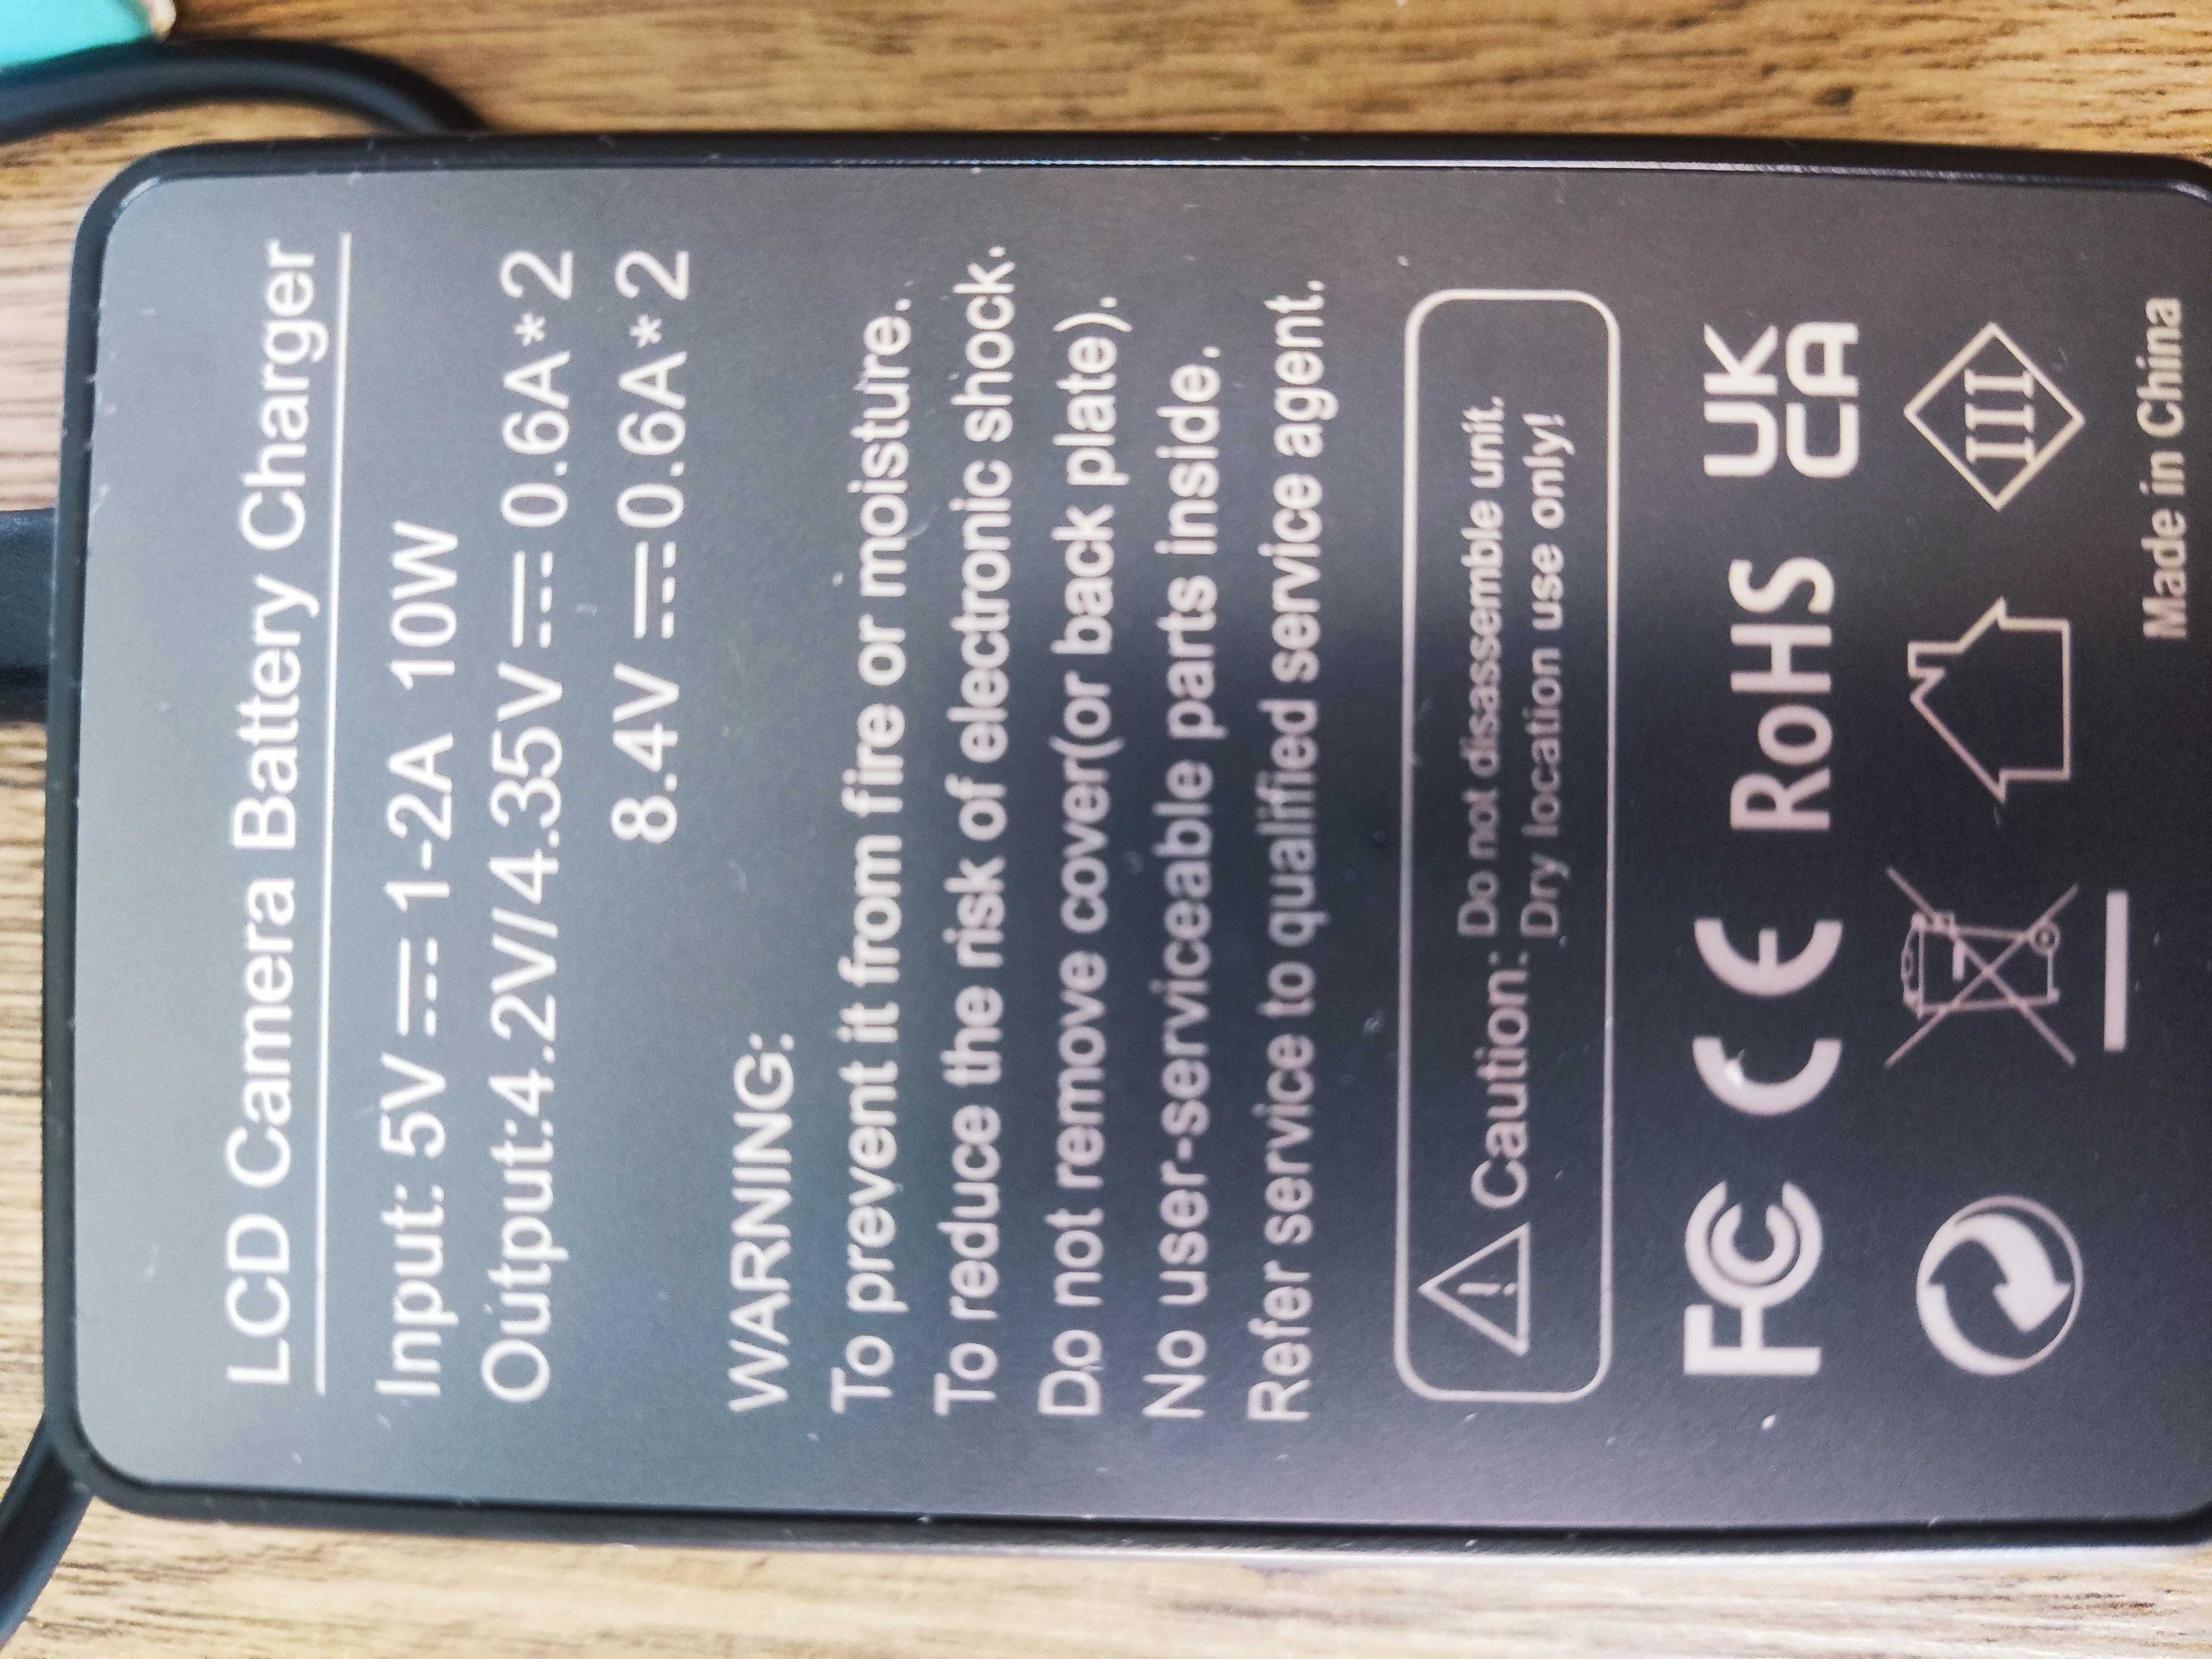 LCD Camera Battery Charger
Input: 5V ⎓ 1-2A 10W
Output:4.2V/4.35V ⎓ 0.6A*2
8.4V ⎓ 0.6A*2
WARNING:
To prevent it from fire or moisture.
To reduce the risk of electronic shock.
Do not remove cover(or back plate).
No user-serviceable parts inside.
Refer service to qualified service agent.
Caution: Do not disassemble unit.
Dry location use only!
FC CE RoHS UK
CA
III
Made in China